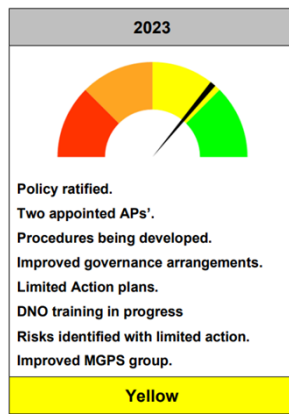 2023
Policy ratified.
Two appointed APs'.
Procedures being developed.
Improved governance arrangements.
Limited Action plans.
DNO training in progress
Risks identified with limited action.
Improved MGPS group.
Yellow